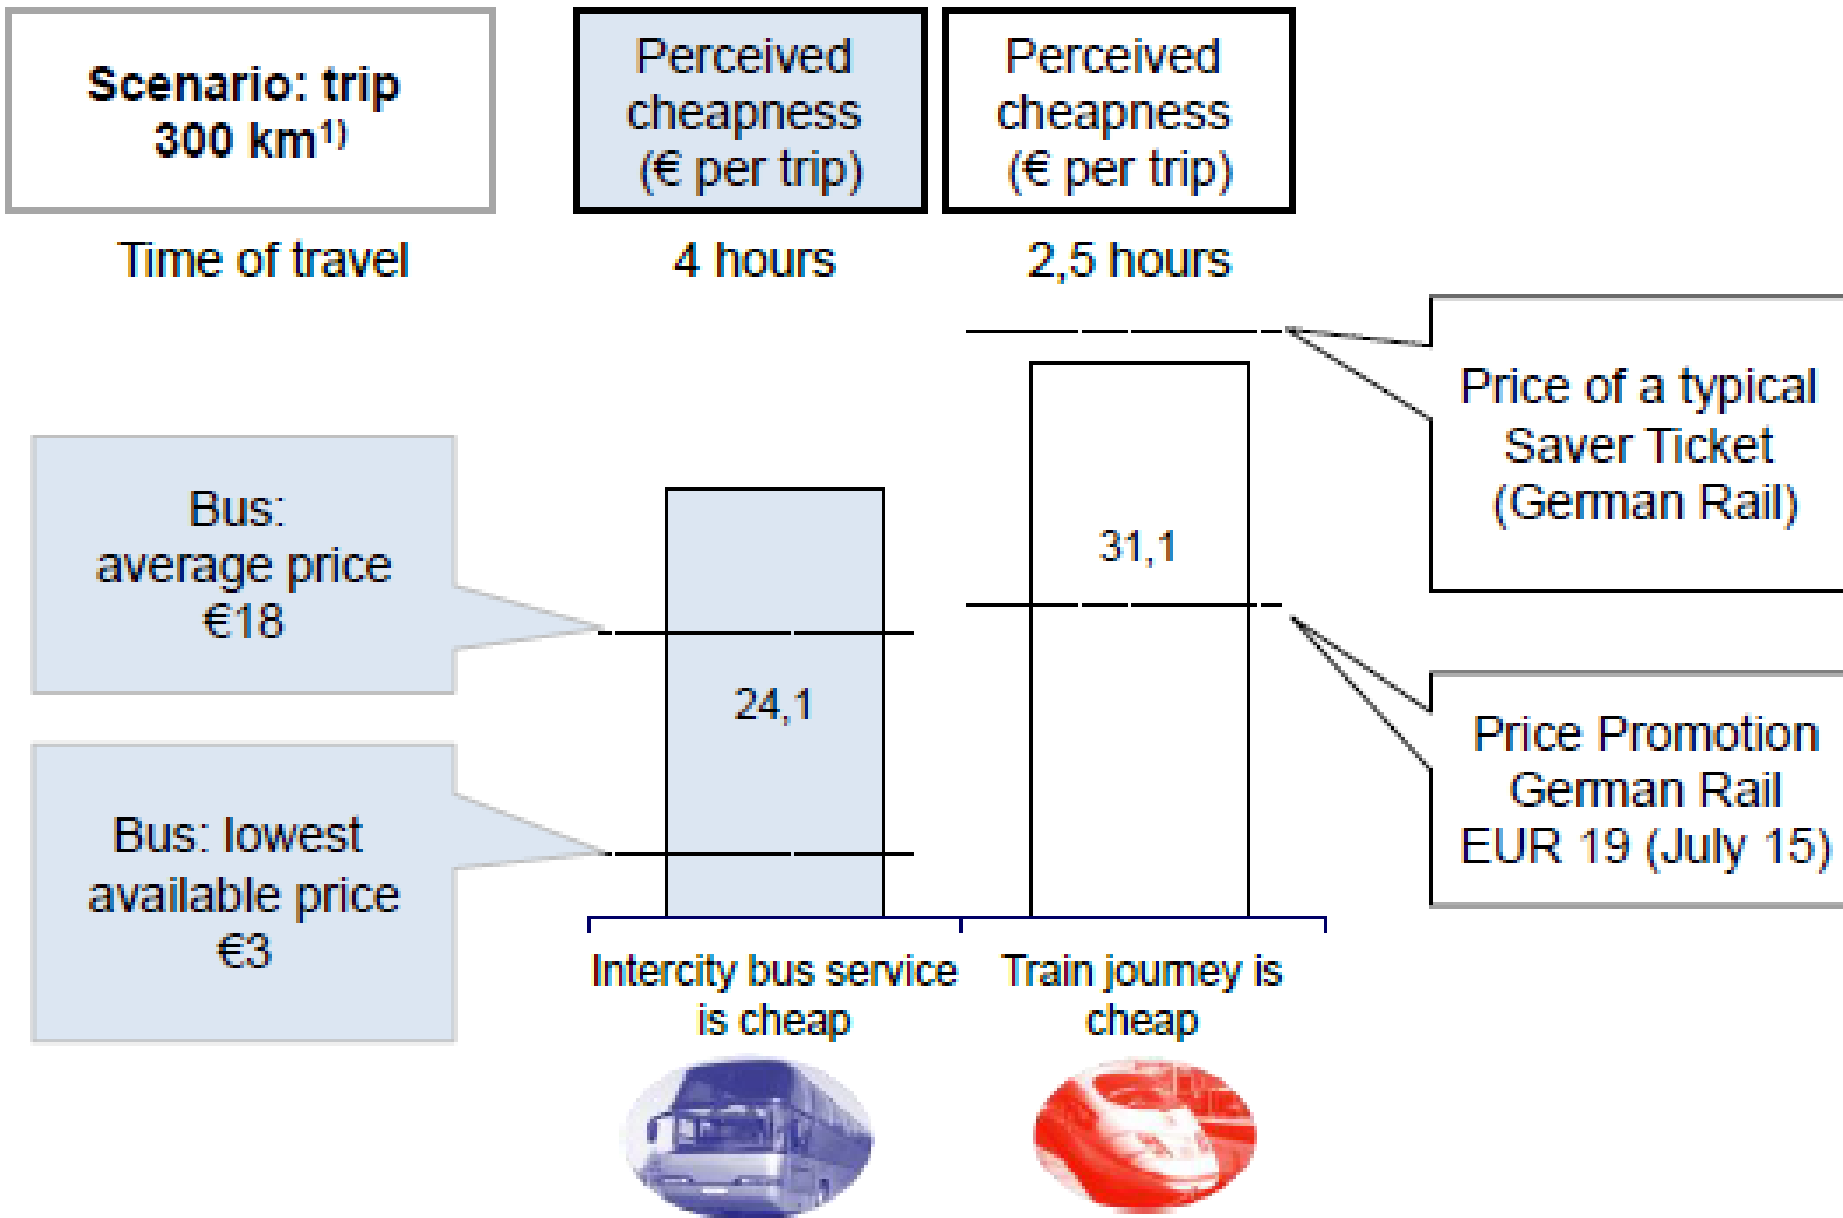 Scenario: trip
300 km1)
Perceived
cheapness
(€ per trip)
Perceived
cheapness
(€ per trip)
Time of travel
4 hours
2,5 hours
Price of a typical
Saver Ticket
(German Rail)
Bus:
average price
€18
31,1
24,1
Price Promotion
German Rail
EUR 19 (July 15)
Bus: lowest
available price
€3
Intercity bus service
is cheap
Train journey is
cheap